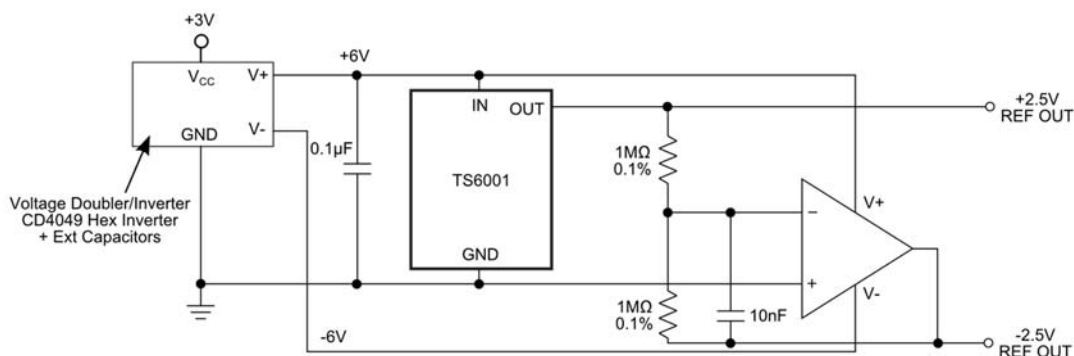 +3V
VCC
V+
+6V
GND
V-
Voltage Doubler/Inverter
CD4049 Hex Inverter
+ Ext Capacitors
0.1µF
IN
OUT
TS6001
GND
1MΩ
0.1%
+2.5V
REF OUT
V+
−
+
V-
1MΩ
0.1%
10nF
-6V
-2.5V
REF OUT